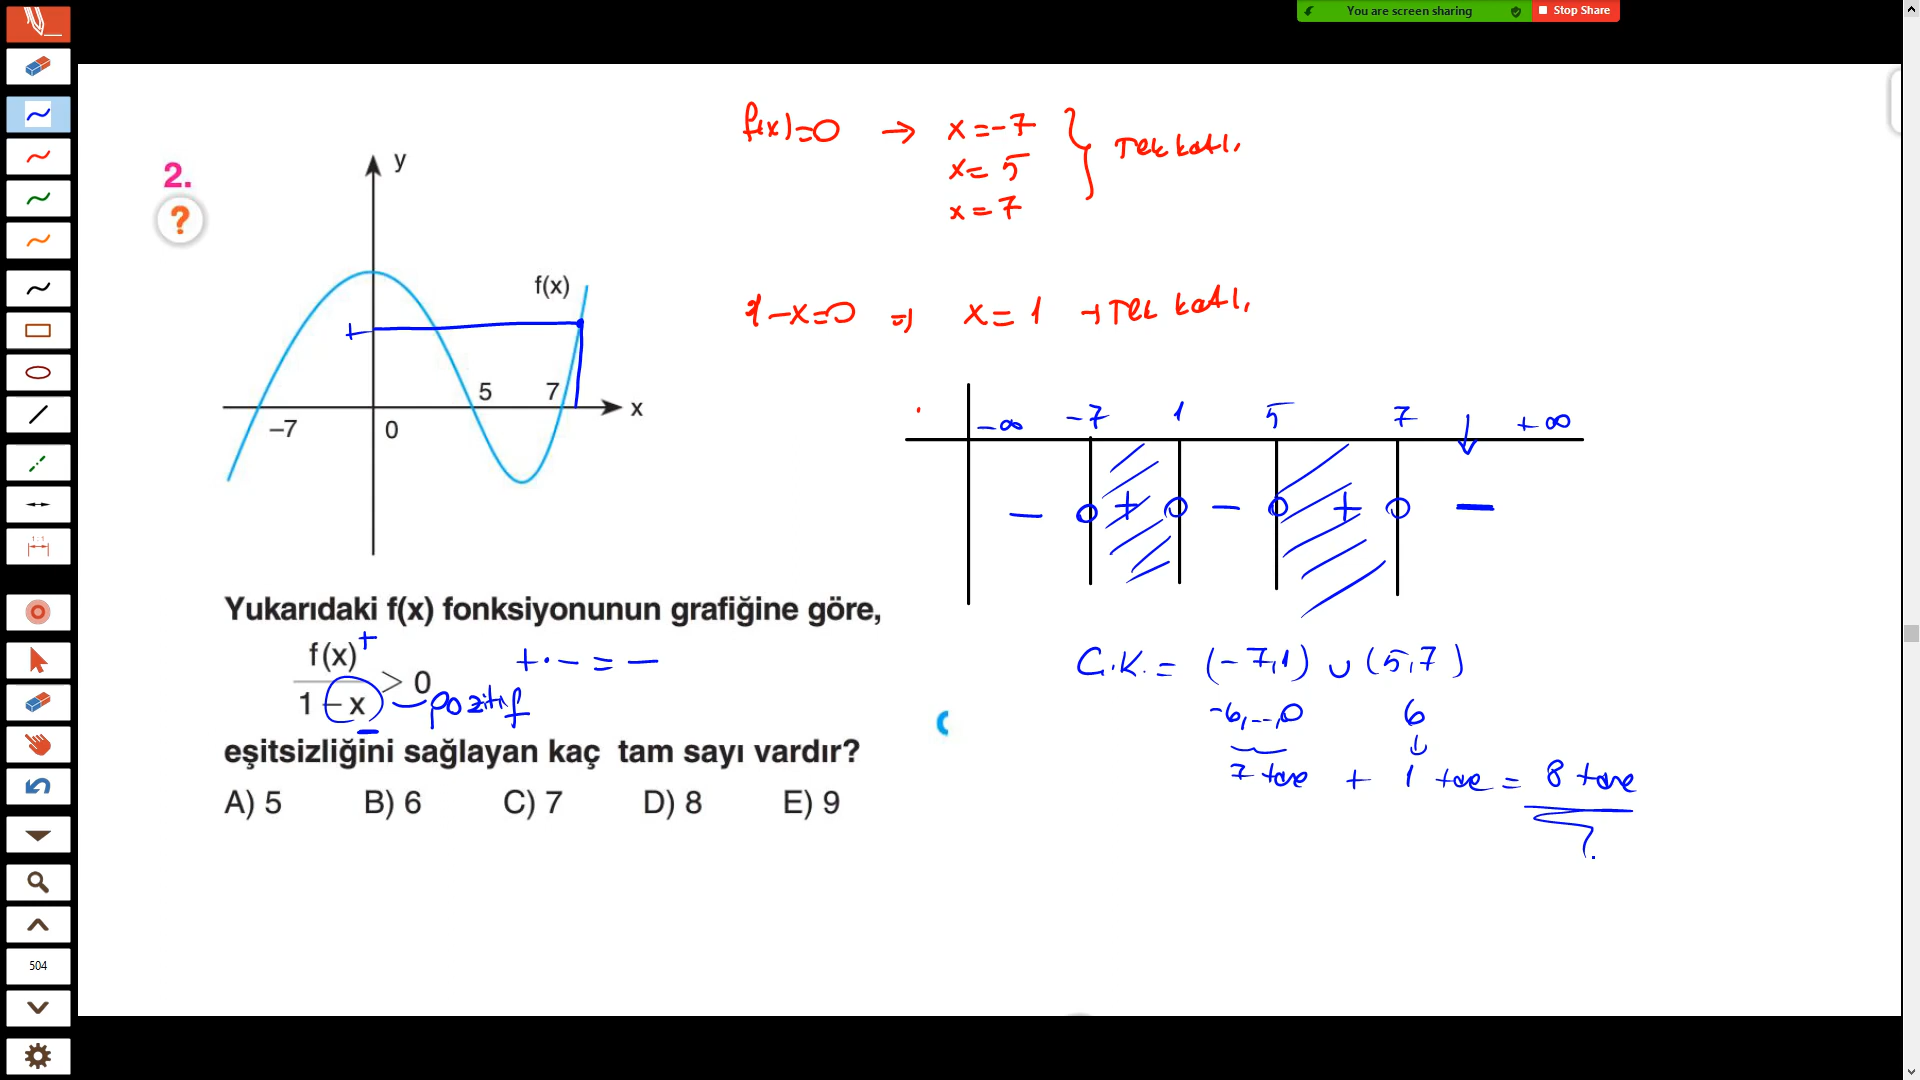 You are screen sharing
Stop Share
2.
?
y
f(x)
5
7
x
-7
0
+
f(x)=0 → x=-7
x=5
x=7
Tek katlı
1-x=0 ⇒ x=1 → Tek katlı
-∞ -7 1 5 7 ↓ +∞
- o + o - o + o -
Yukarıdaki f(x) fonksiyonunun grafiğine göre,
f(x) +
1 - x > 0 pozitif
+ . - = -
eşitsizliğini sağlayan kaç tam sayı vardır?
A) 5 B) 6 C) 7 D) 8 E) 9
Ç.K. = (-7,1) ∪ (5,7)
-6,...,0 6
7 tane + 1 tane = 8 tane
1:1
504